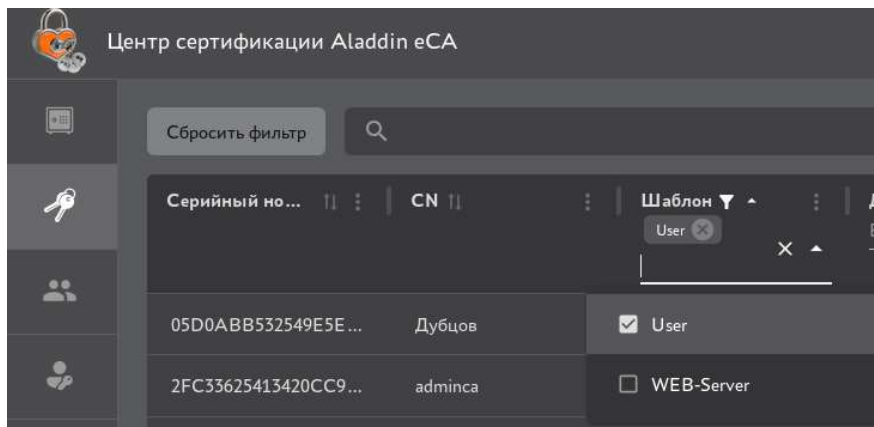 Центр сертификации Aladdin eCA
Сбросить фильтр
Серийный но... CN Шаблон
User
05D0ABB532549E5E... Дубцов User
2FC33625413420CC9... adminca WEB-Server